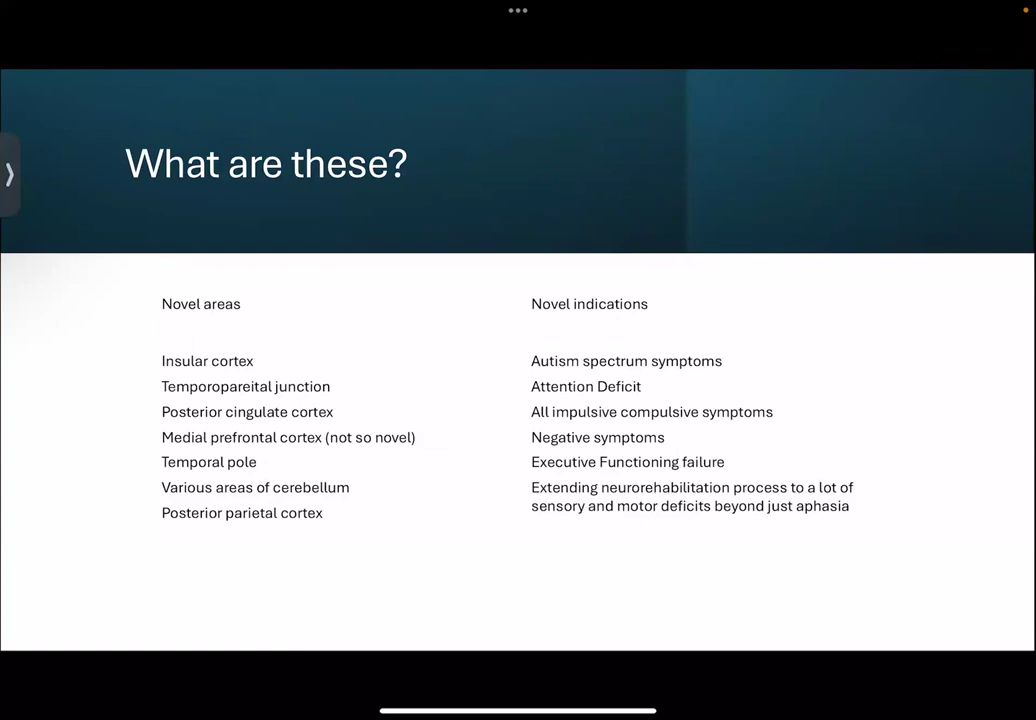 What are these?
Novel areas
Insular cortex
Temporopareital junction
Posterior cingulate cortex
Medial prefrontal cortex (not so novel)
Temporal pole
Various areas of cerebellum
Posterior parietal cortex
Novel indications
Autism spectrum symptoms
Attention Deficit
All impulsive compulsive symptoms
Negative symptoms
Executive Functioning failure
Extending neurorehabilitation process to a lot of
sensory and motor deficits beyond just aphasia